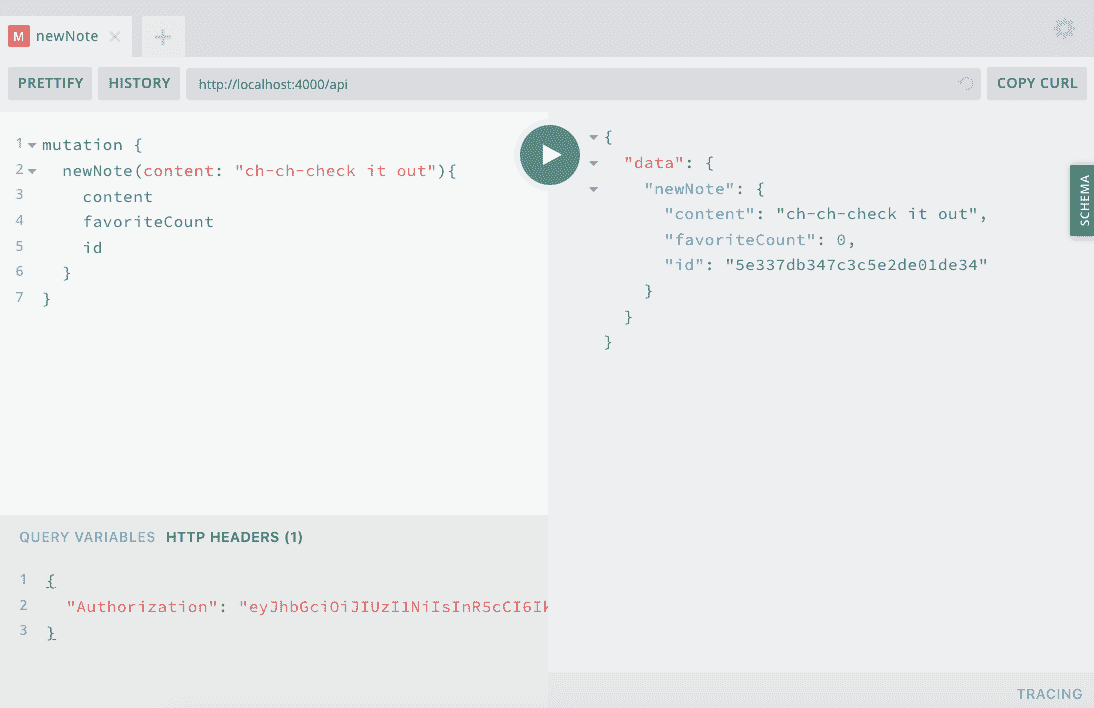 M newNote
PRETTIFY HISTORY http://localhost:4000/api COPY CURL
1 mutation {
2 newNote(content: "ch-ch-check it out"){
3 content
4 favoriteCount
5 id
6 }
7 }
{
"data": {
"newNote": {
"content": "ch-ch-check it out",
"favoriteCount": 0,
"id": "5e337db347c3c5e2de01de34"
}
}
}
SCHEMA
QUERY VARIABLES HTTP HEADERS (1)
1 {
2 "Authorization": "eyJhbGciOiJIUzI1NiIsInR5cCI6Ik
3 }
TRACING